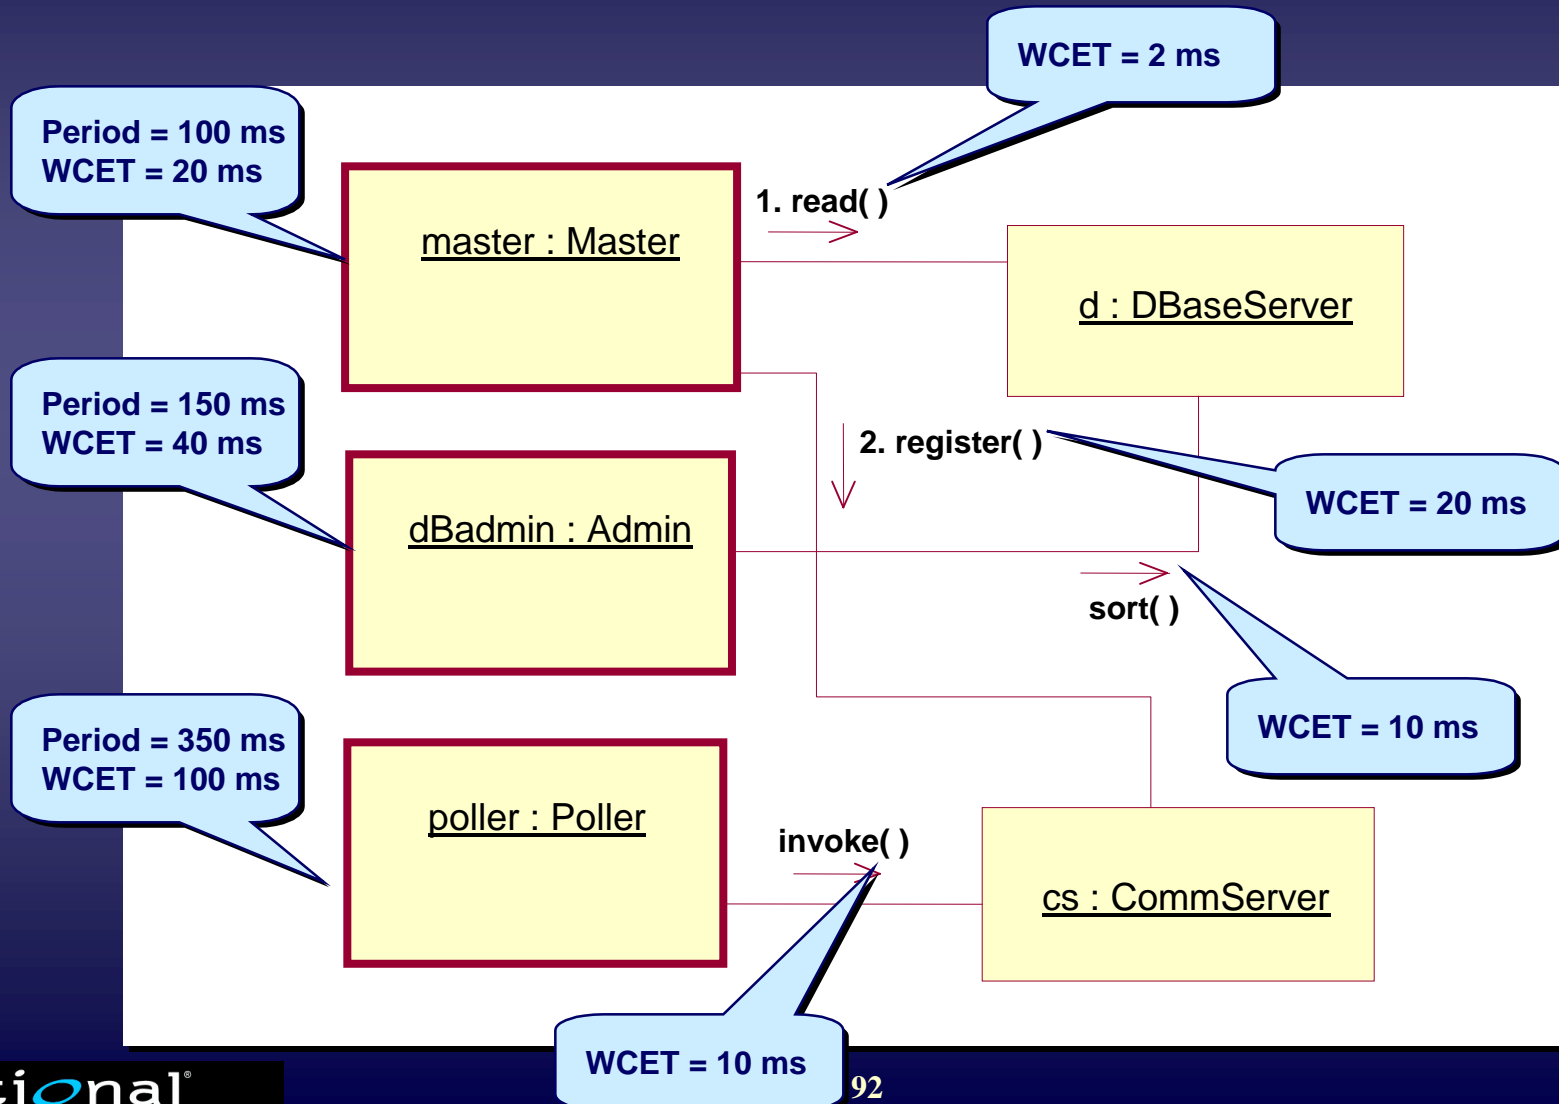 WCET = 2 ms
Period = 100 ms
WCET = 20 ms
master : Master
1. read( )
d : DBaseServer
Period = 150 ms
WCET = 40 ms
2. register( )
WCET = 20 ms
dBadmin : Admin
sort( )
WCET = 10 ms
Period = 350 ms
WCET = 100 ms
poller : Poller
invoke( )
cs : CommServer
WCET = 10 ms
tional®
92